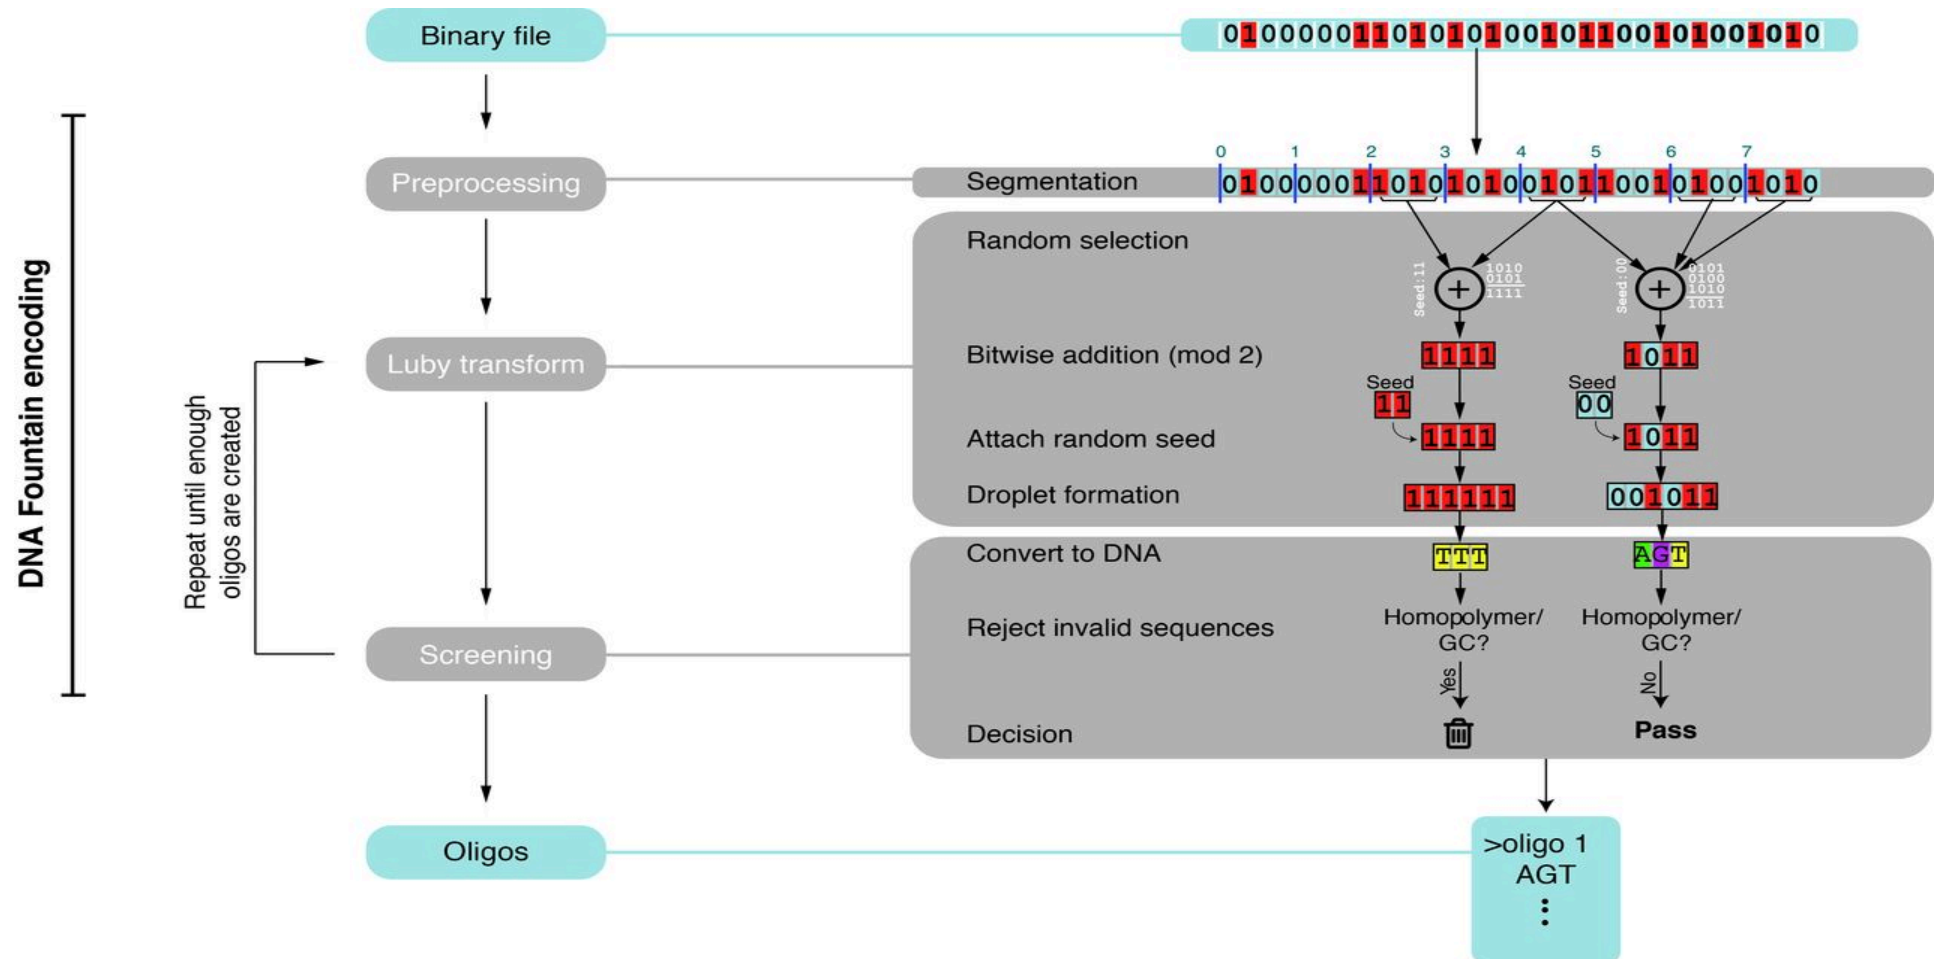 Binary file
01000001101010100101100101001010
DNA Fountain encoding
Preprocessing
0 1 2 3 4 5 6 7
Segmentation
01000001101010100101100101001010
Random selection
Seed:11
1010
0101
1111
Seed:00
0101
0100
1010
1011
Luby transform
Bitwise addition (mod 2)
1111
1011
Seed
11
Seed
00
Attach random seed
1111
1011
Droplet formation
111111
001011
Repeat until enough
oligos are created
Convert to DNA
TTT
AGT
Screening
Reject invalid sequences
Homopolymer/
GC?
Homopolymer/
GC?
Yes
No
Decision
Pass
Oligos
>oligo 1
AGT
⋮